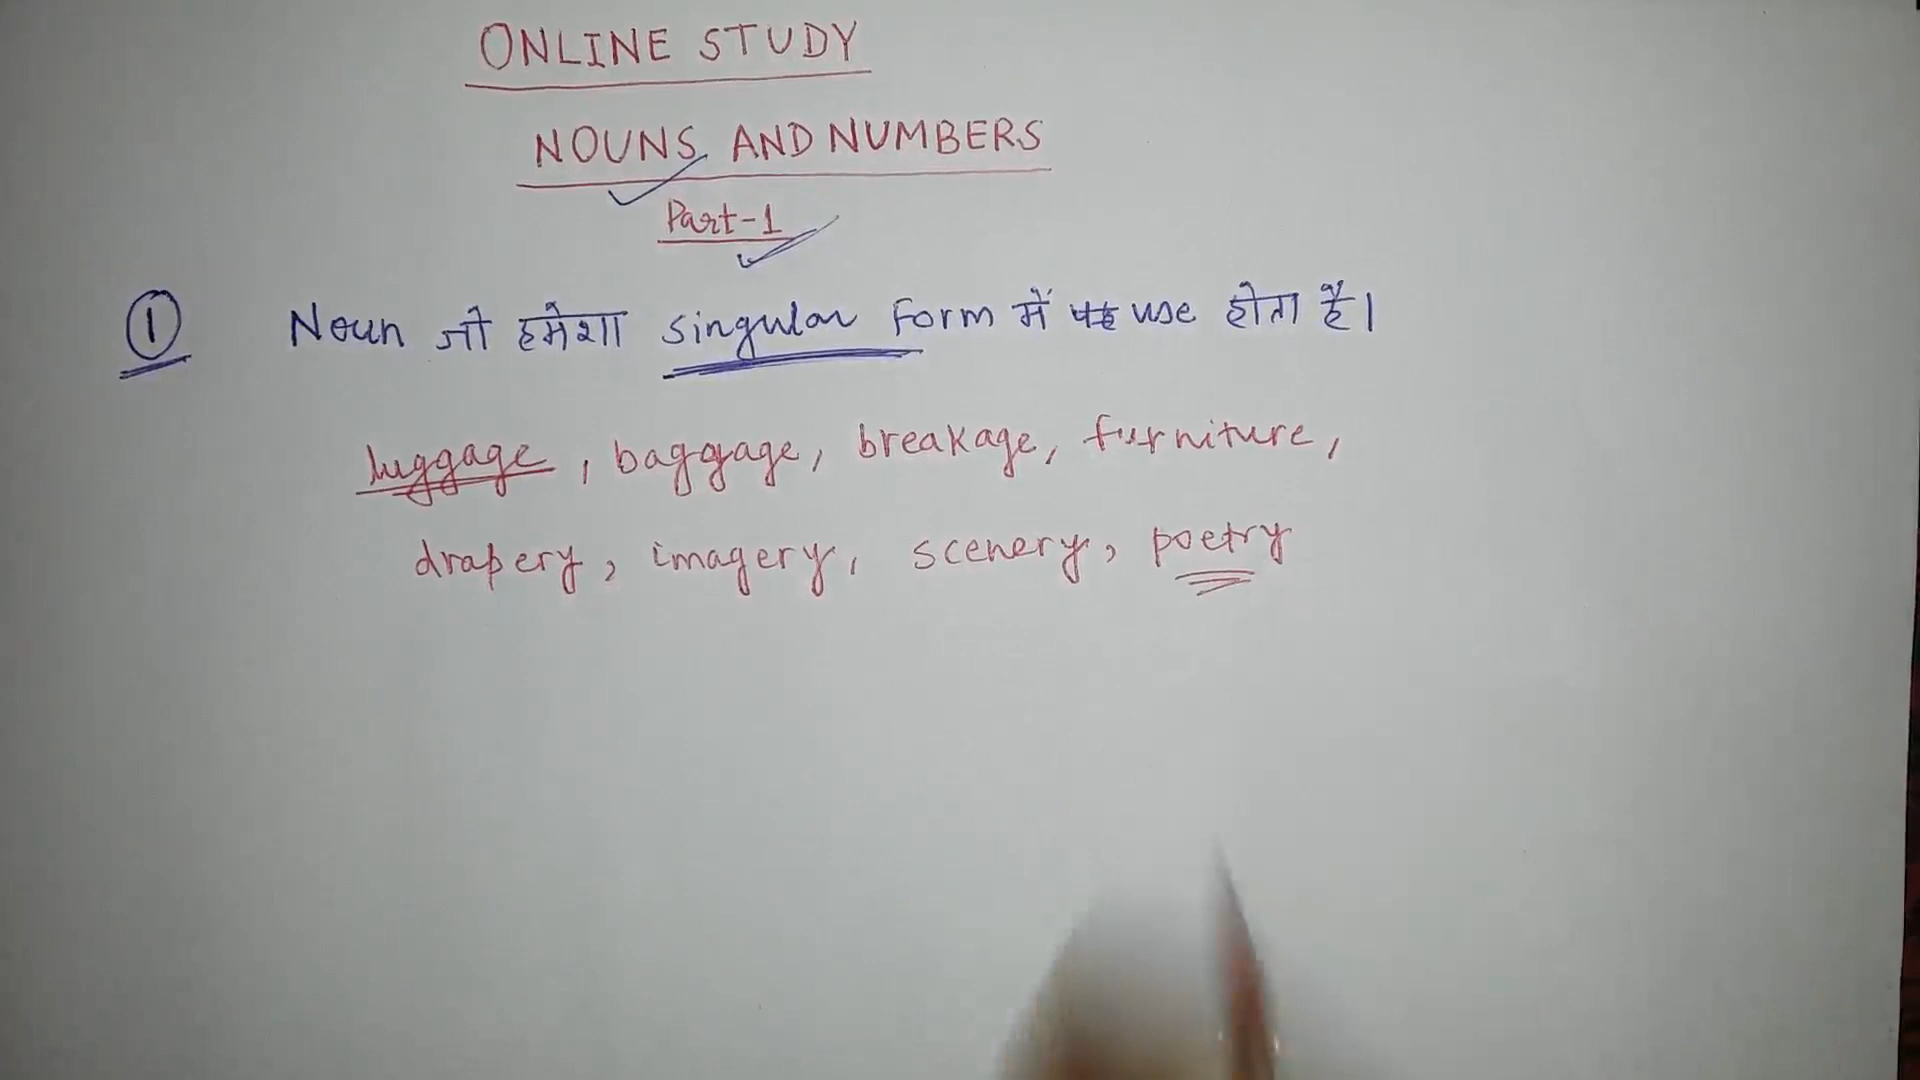 ONLINE STUDY
NOUNS AND NUMBERS
Part-1
① Noun जो हमेशा singular form में use होता है।
luggage, baggage, breakage, furniture,
drapery, imagery, scenery, poetry